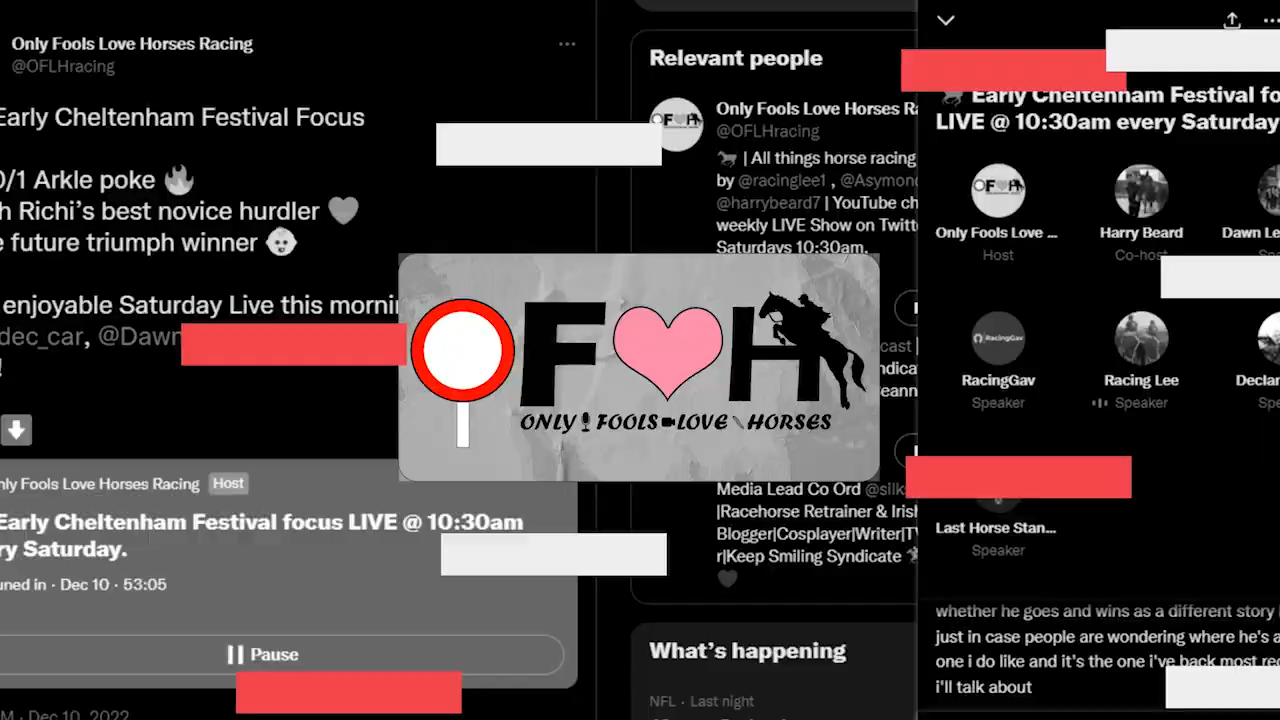 Only Fools Love Horses Racing
@OFLHracing
Early Cheltenham Festival Focus
0/1 Arkle poke
h Richi's best novice hurdler
e future triumph winner
enjoyable Saturday Live this mornin
dec_car, @Dawn
!
nly Fools Love Horses Racing Host
Early Cheltenham Festival focus LIVE @ 10:30am
ry Saturday.
uned in · Dec 10 · 53:05
Pause
M · Dec 10, 2022
Relevant people
Only Fools Love Horses Ra
@OFLHracing
| All things horse racing
by @racinglee1 , @Asymond
@harrybeard7 | YouTube ch
weekly LIVE Show on Twitt
Saturdays 10:30am.
OF H
ONLY FOOLS LOVE HORSES
cast |
ndica
eann
Media Lead Co Ord @silk
|Racehorse Retrainer & Irish
Blogger|Cosplayer|Writer|T
r|Keep Smiling Syndicate
What's happening
NFL · Last night
Early Cheltenham Festival fo
LIVE @ 10:30am every Saturday
Only Fools Love ...
Host
Harry Beard
Co-host
Dawn Le
RacingGav
RacingGav
Speaker
Racing Lee
Speaker
Declar
Spe
Last Horse Stan...
Speaker
whether he goes and wins as a different story
just in case people are wondering where he's a
one i do like and it's the one i've back most re
i'll talk about